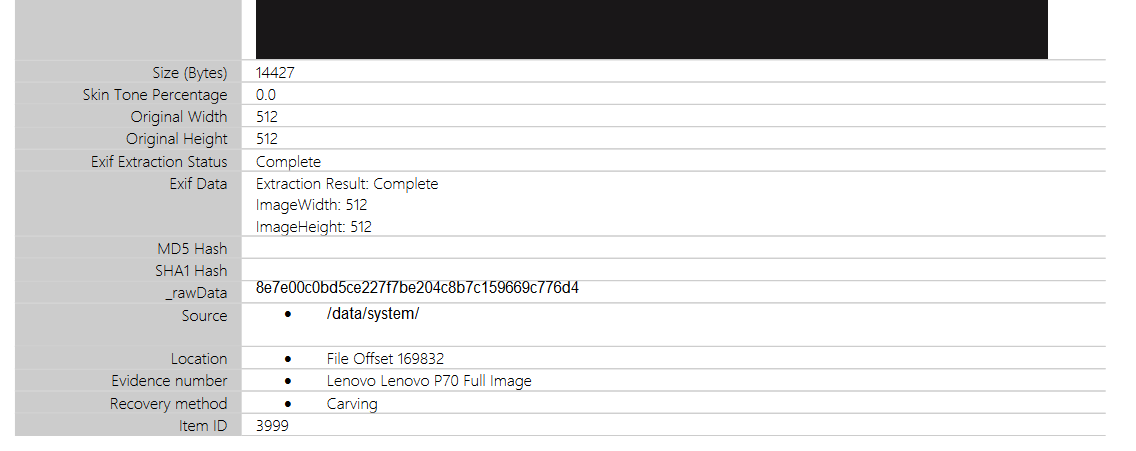 Size (Bytes) 14427
Skin Tone Percentage 0.0
Original Width 512
Original Height 512
Exif Extraction Status Complete
Exif Data Extraction Result: Complete
ImageWidth: 512
ImageHeight: 512
MD5 Hash
SHA1 Hash
_rawData 8e7e00c0bd5ce227f7be204c8b7c159669c776d4
Source • /data/system/
Location • File Offset 169832
Evidence number • Lenovo Lenovo P70 Full Image
Recovery method • Carving
Item ID 3999